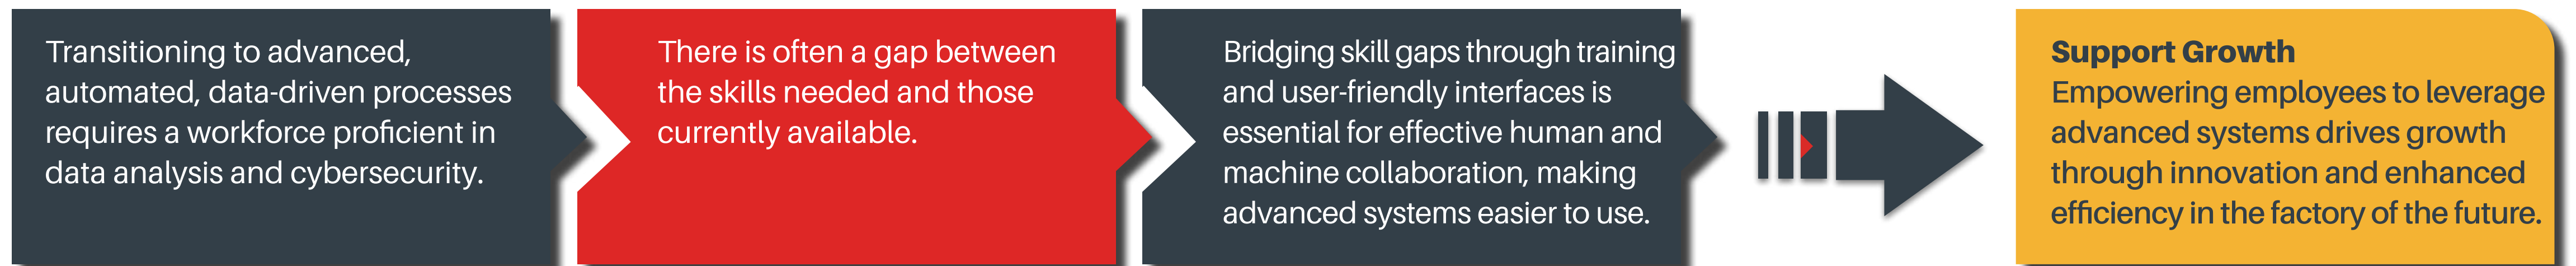 Transitioning to advanced,
automated, data-driven processes
requires a workforce proficient in
data analysis and cybersecurity.
There is often a gap between
the skills needed and those
currently available.
Bridging skill gaps through training
and user-friendly interfaces is
essential for effective human and
machine collaboration, making
advanced systems easier to use.
Support Growth
Empowering employees to leverage
advanced systems drives growth
through innovation and enhanced
efficiency in the factory of the future.